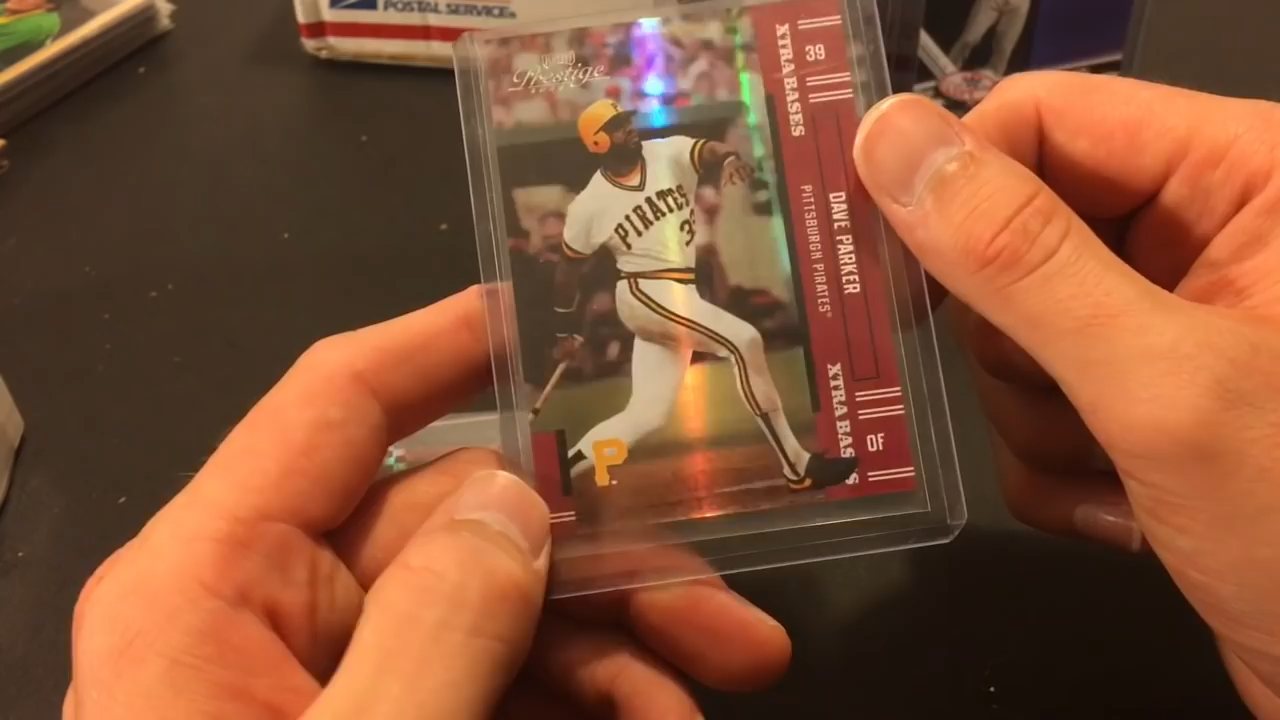 POSTAL SERVICE®
Prestige
XTRA BASES
39
DAVE PARKER
PITTSBURGH PIRATES®
XTRA BASES
OF
PIRATES
39
P
P